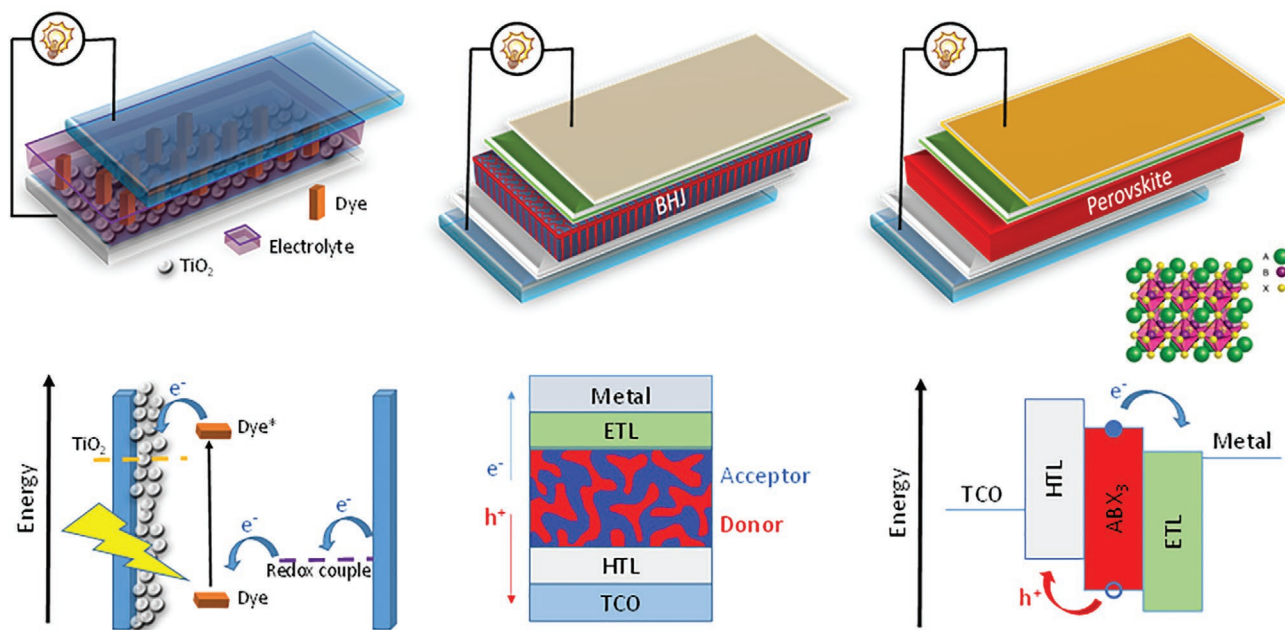 Dye
Electrolyte
TiO₂
BHJ
Perovskite
A
B
X
Energy
TiO₂
e⁻
Dye*
e⁻
e⁻
Redox couple
Dye
Metal
ETL
e⁻
h⁺
Acceptor
Donor
HTL
TCO
Energy
TCO
HTL
ABX₃
ETL
e⁻
Metal
h⁺